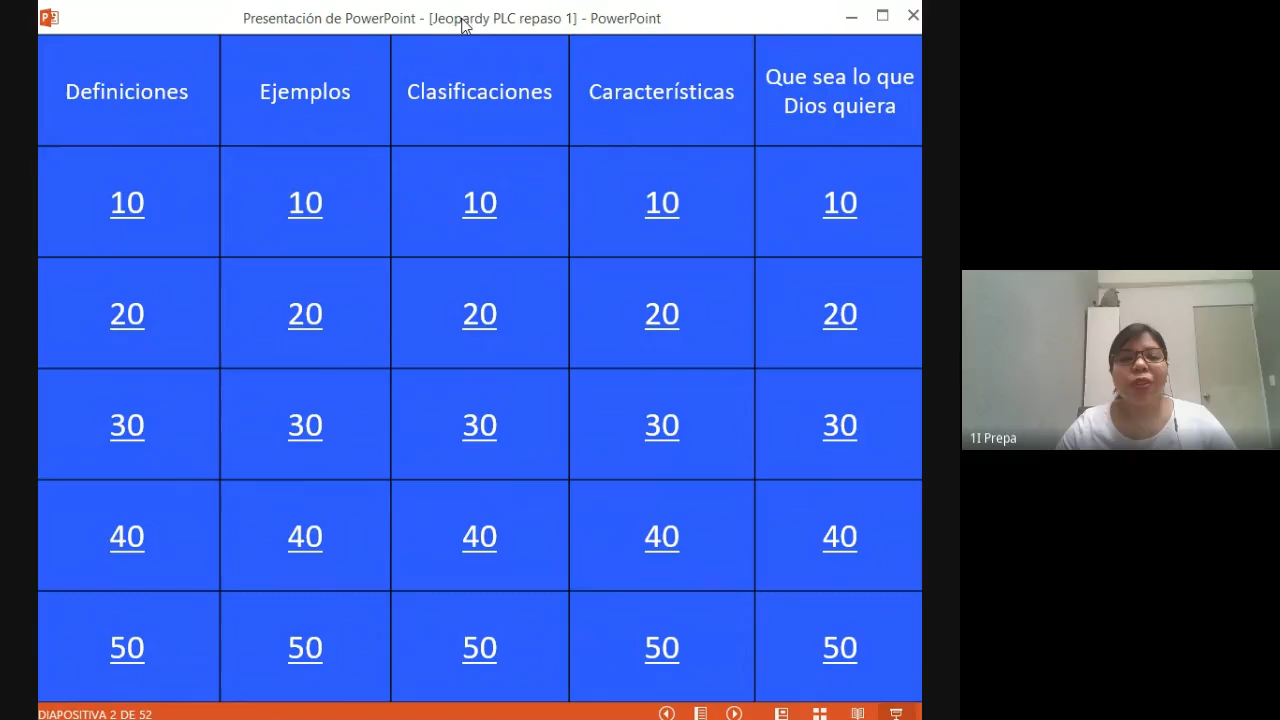 Presentación de PowerPoint - [Jeopardy PLC repaso 1] - PowerPoint
Definiciones Ejemplos Clasificaciones Características Que sea lo que
Dios quiera
10 10 10 10 10
20 20 20 20 20
30 30 30 30 30
1I Prepa
40 40 40 40 40
50 50 50 50 50
DIAPOSITIVA 2 DE 52